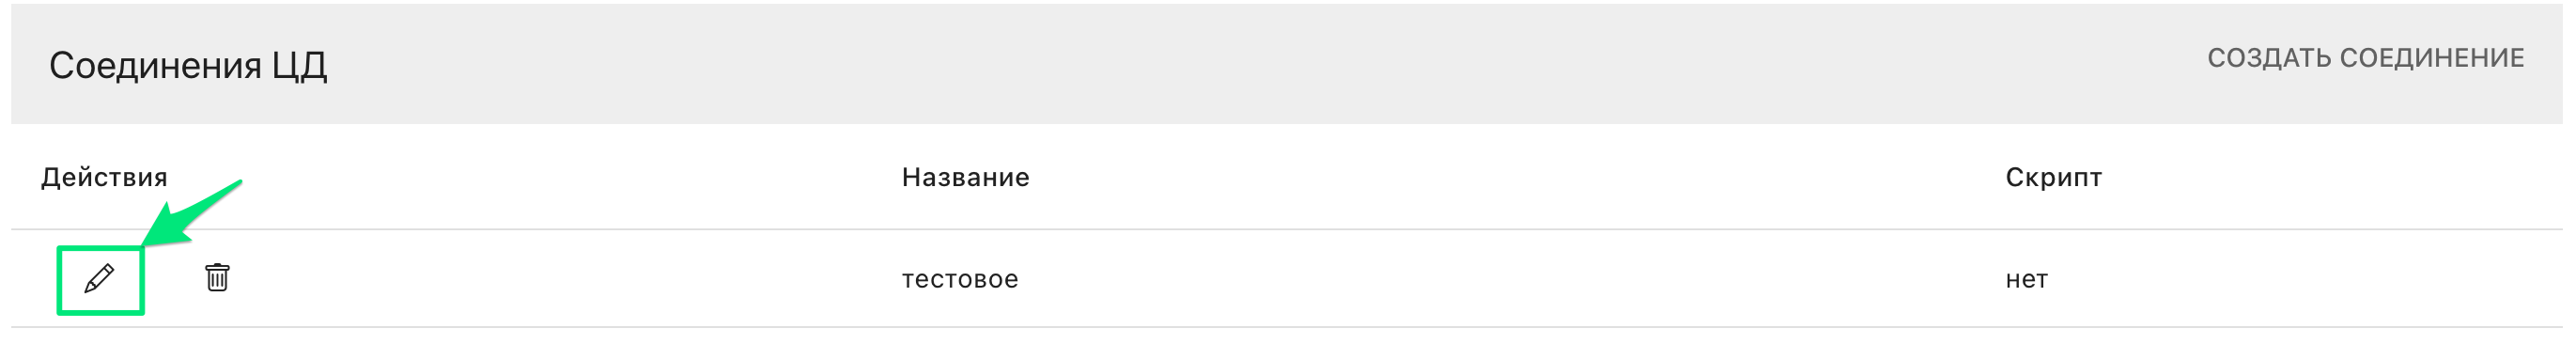 Соединения ЦД
СОЗДАТЬ СОЕДИНЕНИЕ
Действия Название Скрипт
тестовое нет